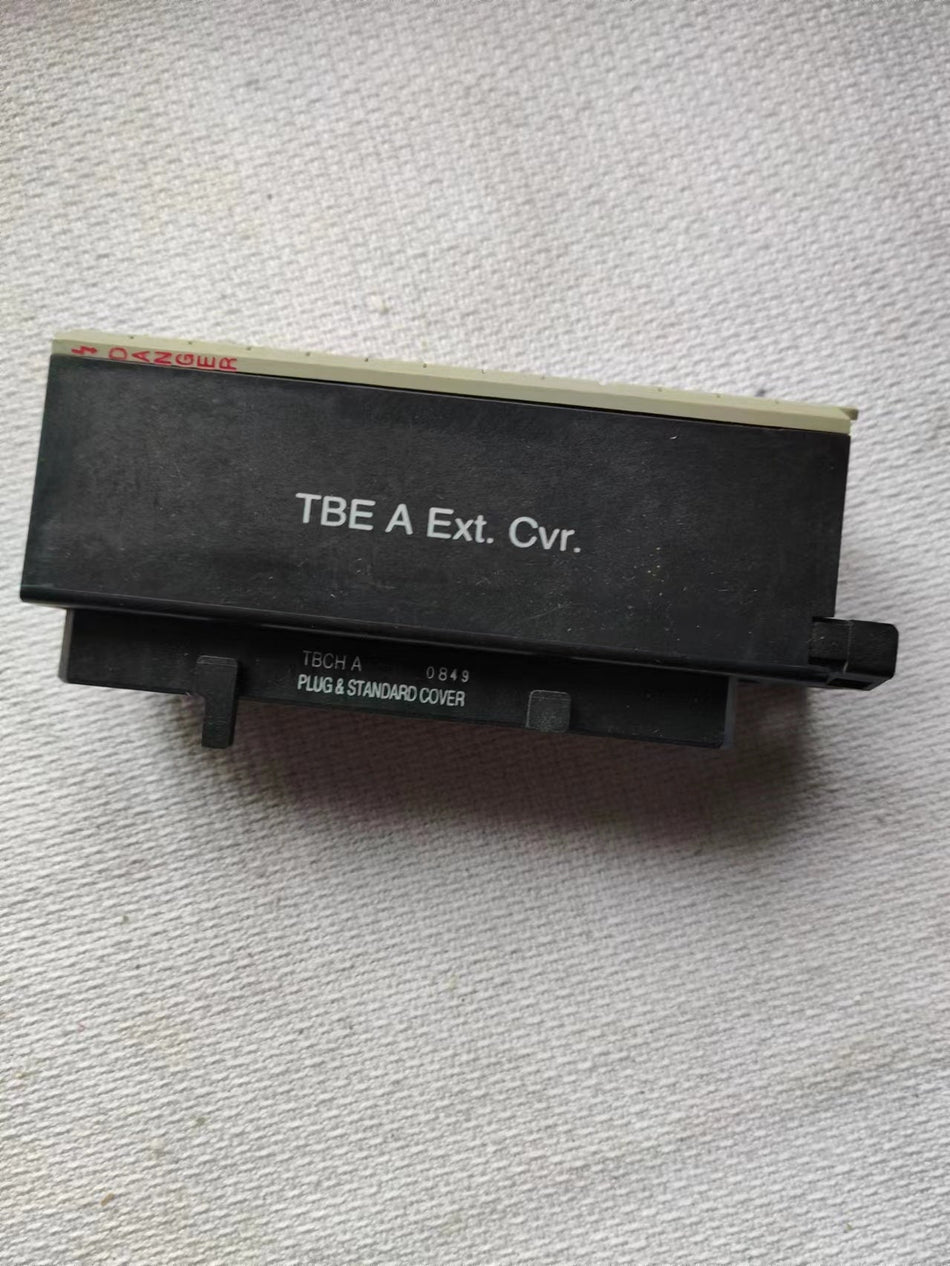 DANGER
TBE A Ext. Cvr.
TBCH A 0849
PLUG & STANDARD COVER